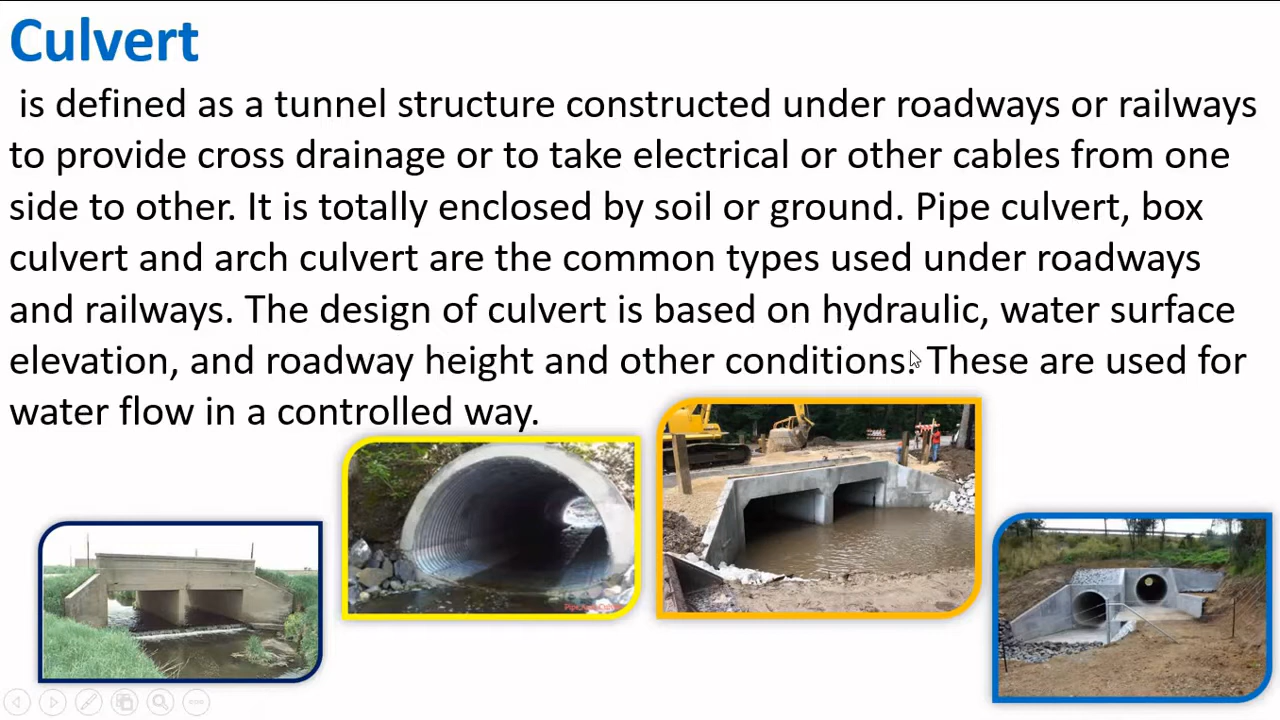 Culvert
is defined as a tunnel structure constructed under roadways or railways
to provide cross drainage or to take electrical or other cables from one
side to other. It is totally enclosed by soil or ground. Pipe culvert, box
culvert and arch culvert are the common types used under roadways
and railways. The design of culvert is based on hydraulic, water surface
elevation, and roadway height and other conditions. These are used for
water flow in a controlled way.